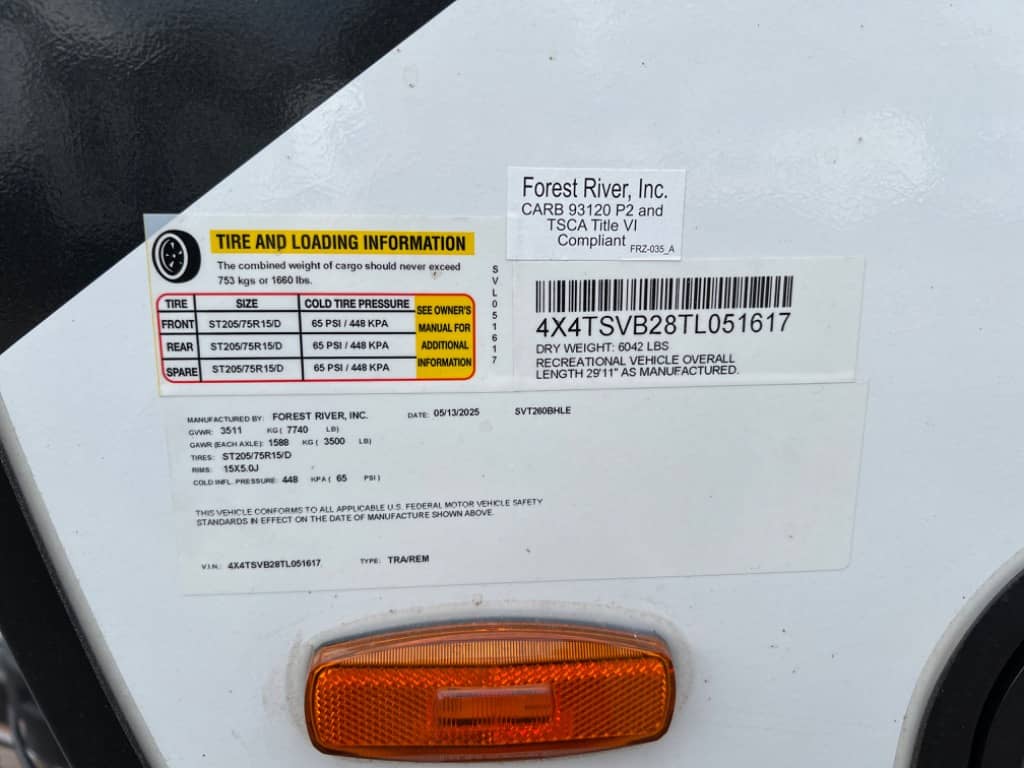 Forest River, Inc.
CARB 93120 P2 and
TSCA Title VI
Compliant FRZ-035_A
TIRE AND LOADING INFORMATION
The combined weight of cargo should never exceed
753 kgs or 1660 lbs.
TIRE SIZE COLD TIRE PRESSURE
FRONT ST205/75R15/D 65 PSI / 448 KPA
REAR ST205/75R15/D 65 PSI / 448 KPA
SPARE ST205/75R15/D 65 PSI / 448 KPA
SEE OWNER'S
MANUAL FOR
ADDITIONAL
INFORMATION
SVL051617
4X4TSVB28TL051617
DRY WEIGHT: 6042 LBS
RECREATIONAL VEHICLE OVERALL
LENGTH 29'11" AS MANUFACTURED.
MANUFACTURED BY: FOREST RIVER, INC. DATE: 05/13/2025 SVT260BHLE
GVWR: 3511 KG ( 7740 LB)
GAWR (EACH AXLE): 1588 KG ( 3500 LB)
TIRES: ST205/75R15/D
RIMS: 15X5.0J
COLD INFL. PRESSURE: 448 KPA ( 65 PSI )
THIS VEHICLE CONFORMS TO ALL APPLICABLE U.S. FEDERAL MOTOR VEHICLE SAFETY
STANDARDS IN EFFECT ON THE DATE OF MANUFACTURE SHOWN ABOVE.
V.I.N.: 4X4TSVB28TL051617 TYPE: TRA/REM